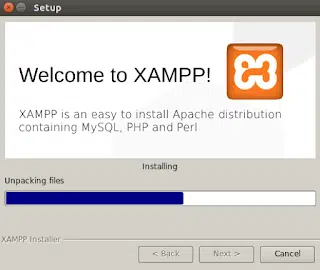 Setup
Welcome to XAMPP!
XAMPP is an easy to install Apache distribution
containing MySQL, PHP and Perl
Installing
Unpacking files
XAMPP Installer
< Back
Next >
Cancel